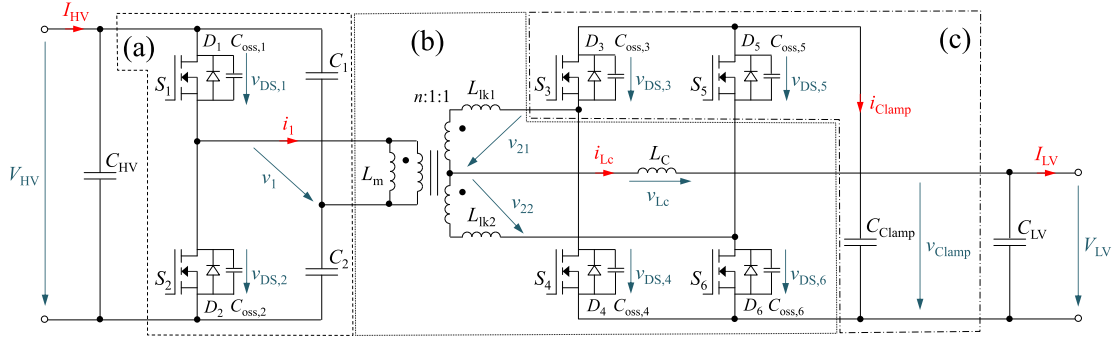 I_HV
(a)
D_1 C_oss,1
S_1
v_DS,1
C_1
(b)
n:1:1
L_lk1
D_3 C_oss,3
S_3
v_DS,3
D_5 C_oss,5
S_5
v_DS,5
(c)
i_Clamp
V_HV
C_HV
i_1
v_1
L_m
v_21
i_Lc
L_C
v_Lc
I_LV
v_22
L_lk2
S_2
v_DS,2
D_2 C_oss,2
C_2
S_4
v_DS,4
D_4 C_oss,4
S_6
v_DS,6
D_6 C_oss,6
C_Clamp
v_Clamp
C_LV
V_LV